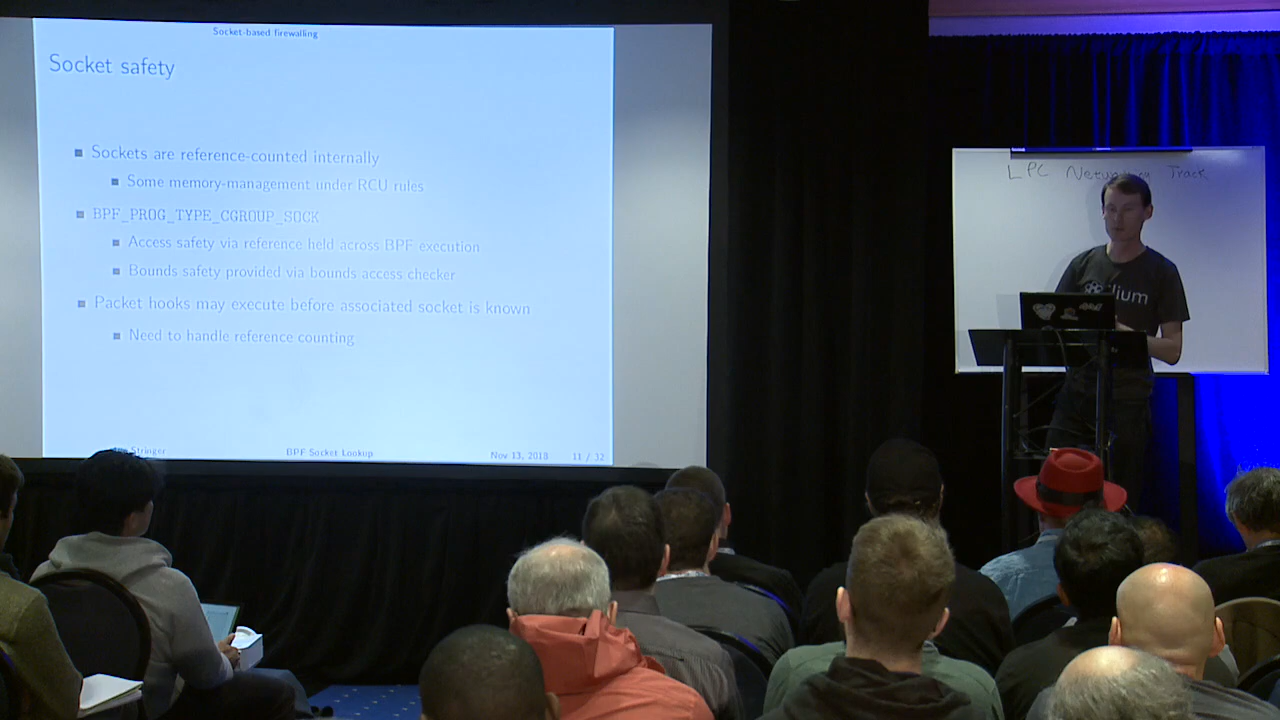 Socket-based firewalling
Socket safety
Sockets are reference-counted internally
Some memory-management under RCU rules
BPF_PROG_TYPE_CGROUP_SOCK
Access safety via reference held across BPF execution
Bounds safety provided via bounds access checker
Packet hooks may execute before associated socket is known
Need to handle reference counting
Stringer
BPF Socket Lookup
Nov 13, 2018
11 / 32
LPC
Track